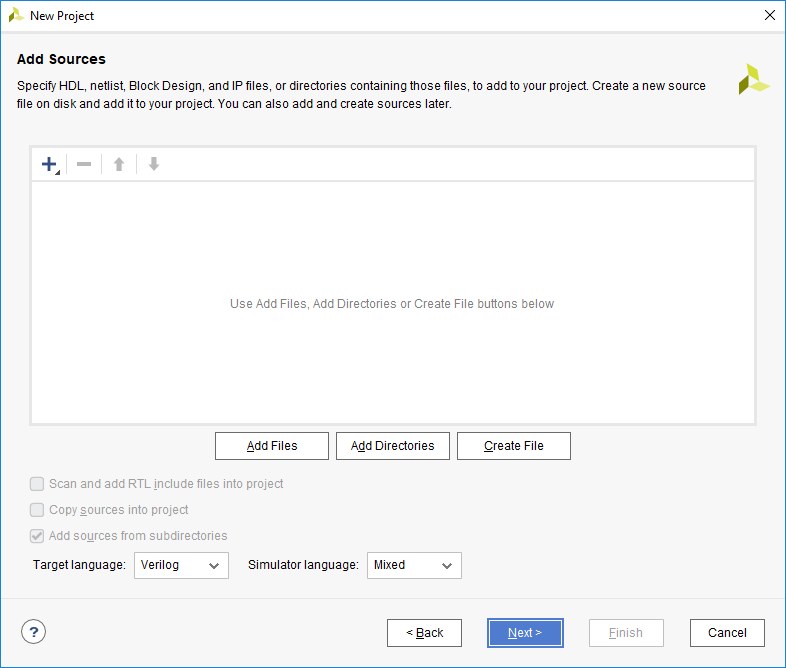 New Project
Add Sources
Specify HDL, netlist, Block Design, and IP files, or directories containing those files, to add to your project. Create a new source
file on disk and add it to your project. You can also add and create sources later.
Use Add Files, Add Directories or Create File buttons below
Add Files Add Directories Create File
Scan and add RTL include files into project
Copy sources into project
Add sources from subdirectories
Target language: Verilog Simulator language: Mixed
? < Back Next > Finish Cancel